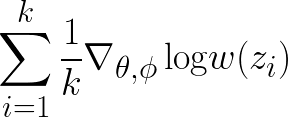 \sum_{i=1}^{k} \frac{1}{k} \nabla_{\theta,\phi} \log w(z_i)